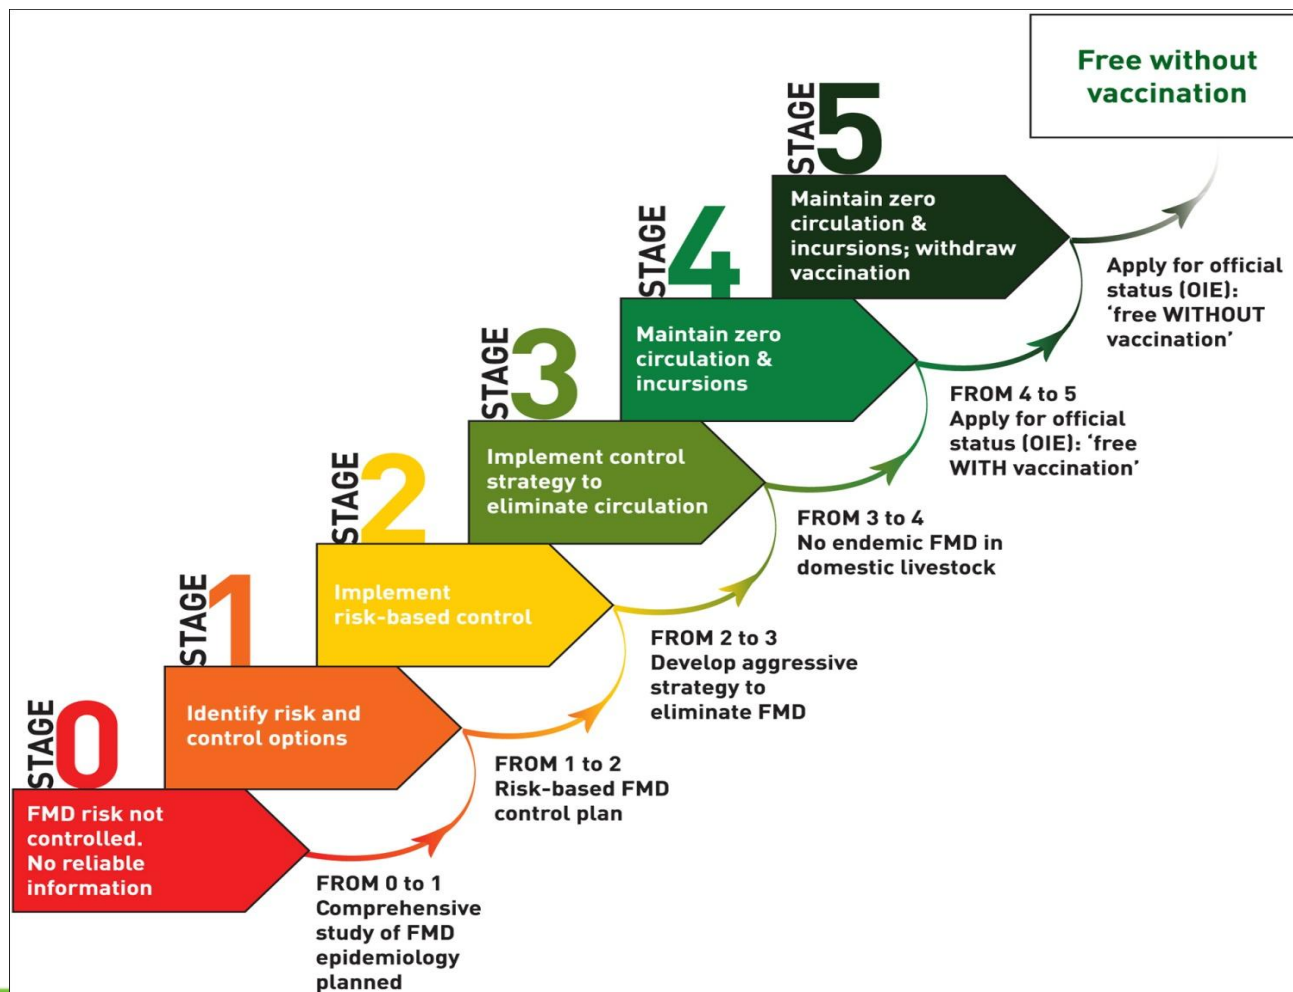 STAGE 0
FMD risk not
controlled.
No reliable
information
FROM 0 to 1
Comprehensive
study of FMD
epidemiology
planned
STAGE 1
Identify risk and
control options
FROM 1 to 2
Risk-based FMD
control plan
STAGE 2
Implement
risk-based control
FROM 2 to 3
Develop aggressive
strategy to
eliminate FMD
STAGE 3
Implement control
strategy to
eliminate circulation
FROM 3 to 4
No endemic FMD in
domestic livestock
STAGE 4
Maintain zero
circulation &
incursions
FROM 4 to 5
Apply for official
status (OIE): ‘free
WITH vaccination’
STAGE 5
Maintain zero
circulation &
incursions; withdraw
vaccination
Apply for official
status (OIE):
‘free WITHOUT
vaccination’
Free without
vaccination